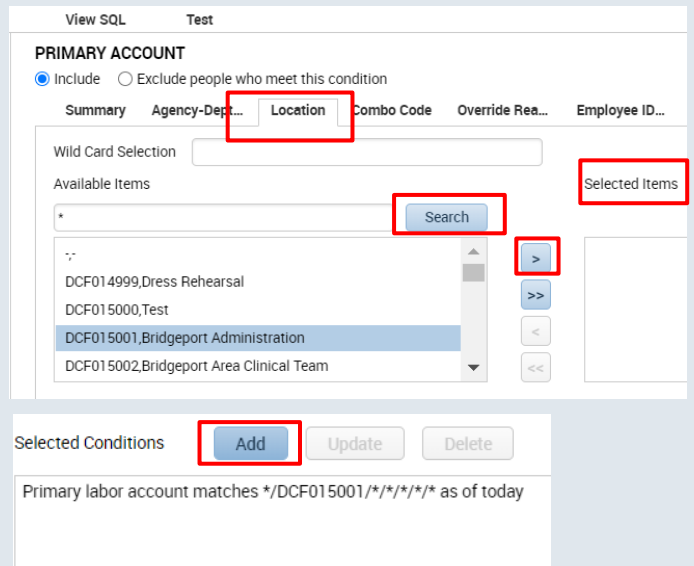 View SQL Test
PRIMARY ACCOUNT
Include Exclude people who meet this condition
Summary Agency-Dept... Location Combo Code Override Rea... Employee ID...
Wild Card Selection
Available Items Selected Items
* Search
-,-
DCF014999,Dress Rehearsal
DCF015000,Test
DCF015001,Bridgeport Administration
DCF015002,Bridgeport Area Clinical Team
>
>>
<
<<
Selected Conditions Add Update Delete
Primary labor account matches */DCF015001/*/*/*/*/* as of today